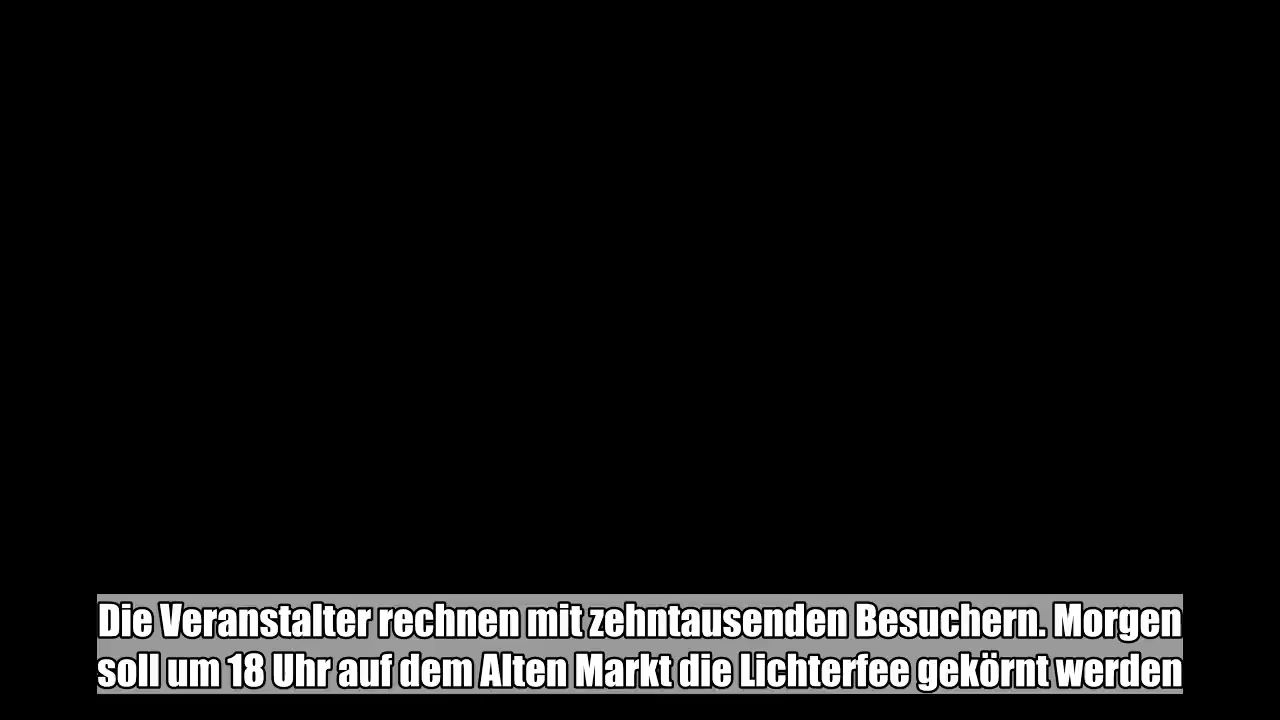 Die Veranstalter rechnen mit zehntausenden Besuchern. Morgen
soll um 18 Uhr auf dem Alten Markt die Lichterfee gekörnt werden